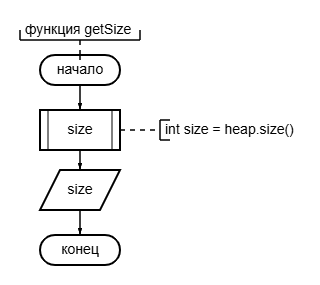 функция getSize
начало
size
int size = heap.size()
size
конец